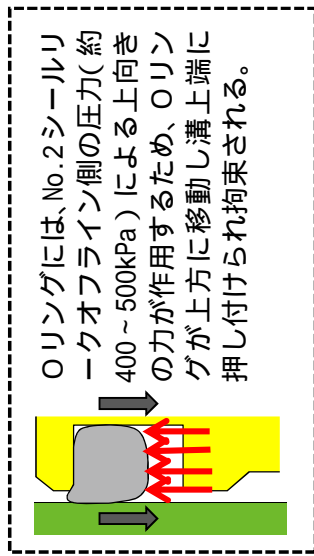 Oリングには、No.2シールリ
ークオフライン側の圧力(約
400~500kPa)による上向き
の力が作用するため、Oリン
グが上方に移動し溝上端に
押し付けられ拘束される。